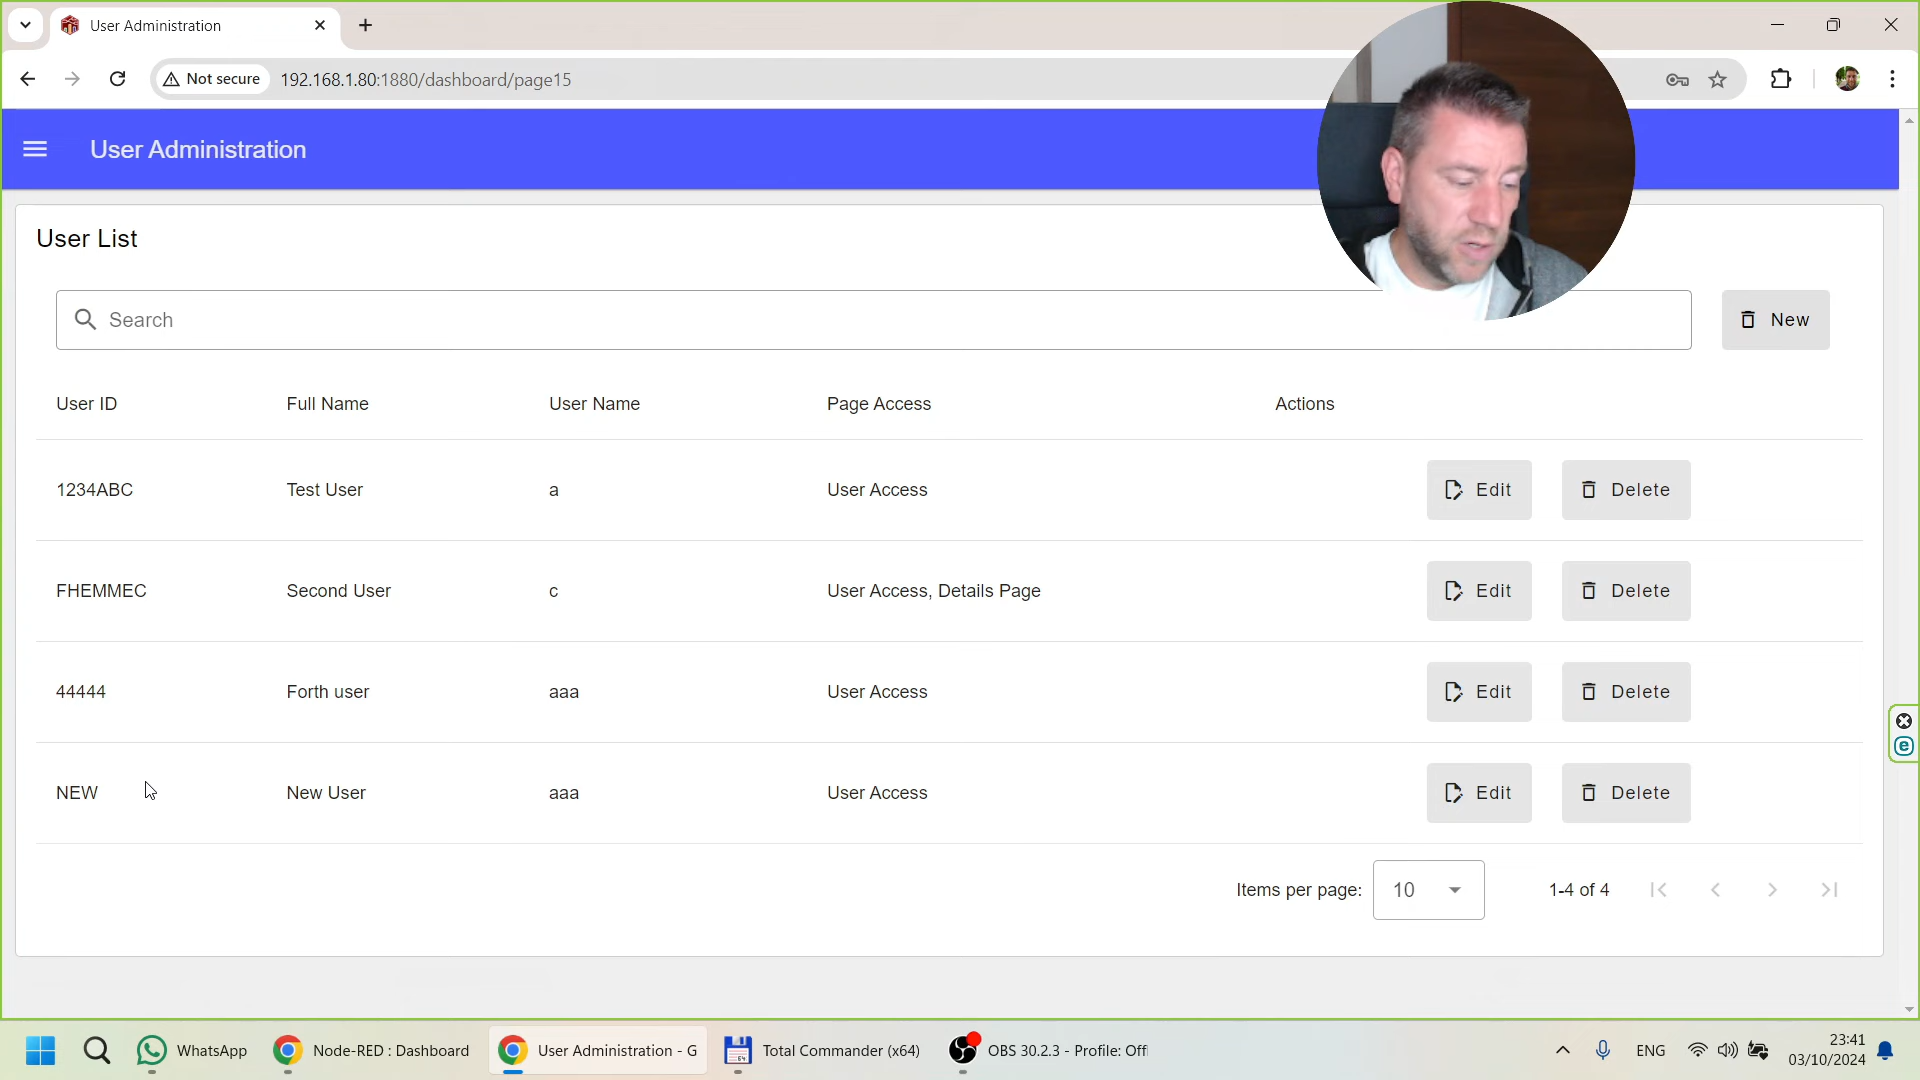 User Administration
Not secure
192.168.1.80:1880/dashboard/page15
User Administration
User List
Search
New
User ID
Full Name
User Name
Page Access
Actions
1234ABC
Test User
a
User Access
Edit
Delete
FHEMMEC
Second User
c
User Access, Details Page
Edit
Delete
44444
Forth user
aaa
User Access
Edit
Delete
NEW
New User
aaa
User Access
Edit
Delete
Items per page:
10
1-4 of 4
WhatsApp
Node-RED : Dashboard
User Administration - G
64
Total Commander (x64)
OBS 30.2.3 - Profile: Off
ENG
23:41
03/10/2024
e